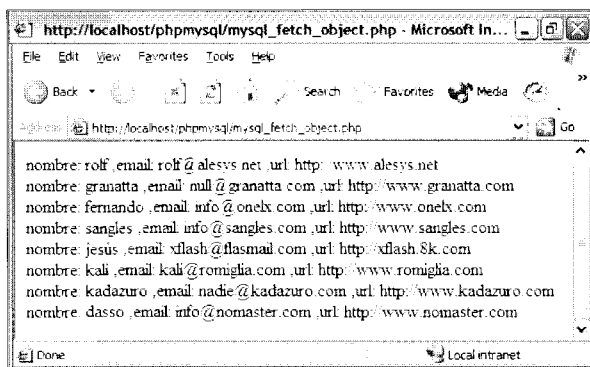 http://localhost/phpmysql/mysql_fetch_object.php - Microsoft In...
File Edit View Favorites Tools Help
Back Search Favorites Media »
Address http://localhost/phpmysql/mysql_fetch_object.php Go
nombre: rolf ,email: rolf@alesys.net ,url: http://www.alesys.net
nombre: granatta ,email: null@granatta.com ,url: http://www.granatta.com
nombre: fernando ,email: info@onelx.com ,url: http://www.onelx.com
nombre: sangles ,email: info@sangles.com ,url: http://www.sangles.com
nombre: jesus ,email: xflash@flasmail.com ,url: http://xflash.8k.com
nombre: kali ,email: kali@romiglia.com ,url: http://www.romiglia.com
nombre: kadazuro ,email: nadie@kadazuro.com ,url: http://www.kadazuro.com
nombre: dasso ,email: info@nomaster.com ,url: http://www.nomaster.com
Done Local intranet